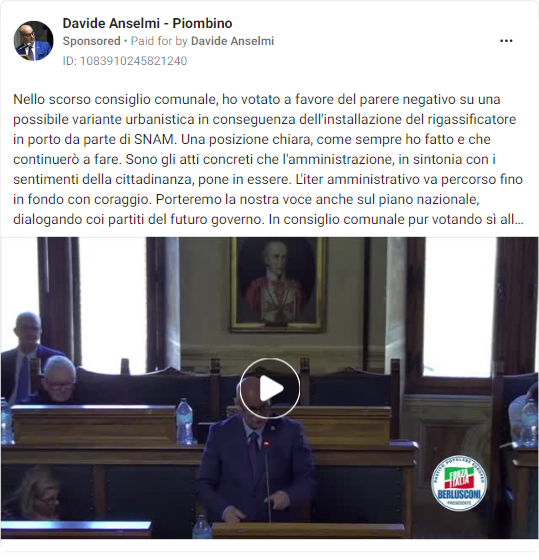 Davide Anselmi - Piombino
Sponsored • Paid for by Davide Anselmi
ID: 1083910245821240
Nello scorso consiglio comunale, ho votato a favore del parere negativo su una
possibile variante urbanistica in conseguenza dell'installazione del rigassificatore
in porto da parte di SNAM. Una posizione chiara, come sempre ho fatto e che
continuerò a fare. Sono gli atti concreti che l'amministrazione, in sintonia con i
sentimenti della cittadinanza, pone in essere. L'iter amministrativo va percorso fino
in fondo con coraggio. Porteremo la nostra voce anche sul piano nazionale,
dialogando coi partiti del futuro governo. In consiglio comunale pur votando sì all...
PARTITO POPOLARE EUROPEO
FORZA
ITALIA
BERLUSCONI
PRESIDENTE